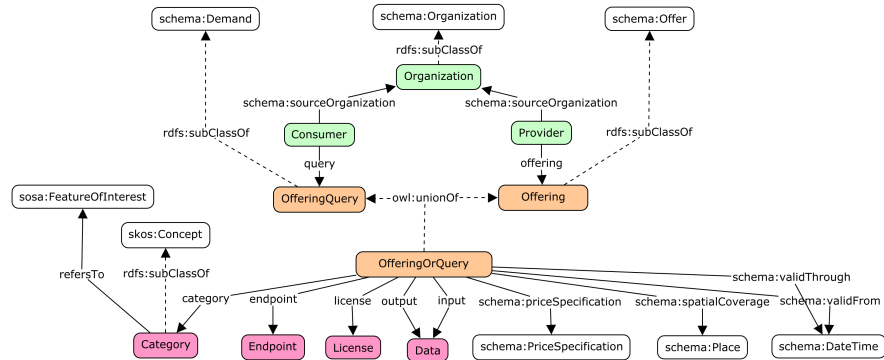 schema:Demand
schema:Organization
schema:Offer
rdfs:subClassOf
Organization
schema:sourceOrganization
schema:sourceOrganization
rdfs:subClassOf
Consumer
Provider
rdfs:subClassOf
query
offering
sosa:FeatureOfInterest
OfferingQuery
owl:unionOf
Offering
skos:Concept
refersTo
rdfs:subClassOf
OfferingOrQuery
schema:validThrough
category
endpoint
license
output
input
schema:priceSpecification
schema:spatialCoverage
schema:validFrom
Category
Endpoint
License
Data
schema:PriceSpecification
schema:Place
schema:DateTime